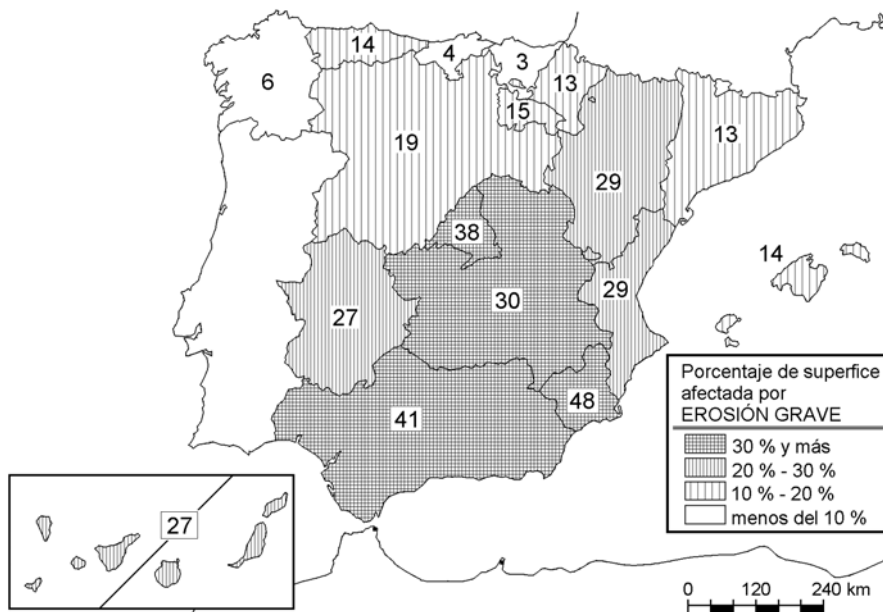 14
4
3
6
13
15
13
19
29
38
14
30
29
27
48
41
27
Porcentaje de superfice
afectada por
EROSIÓN GRAVE
30 % y más
20 % - 30 %
10 % - 20 %
menos del 10 %
0 120 240 km